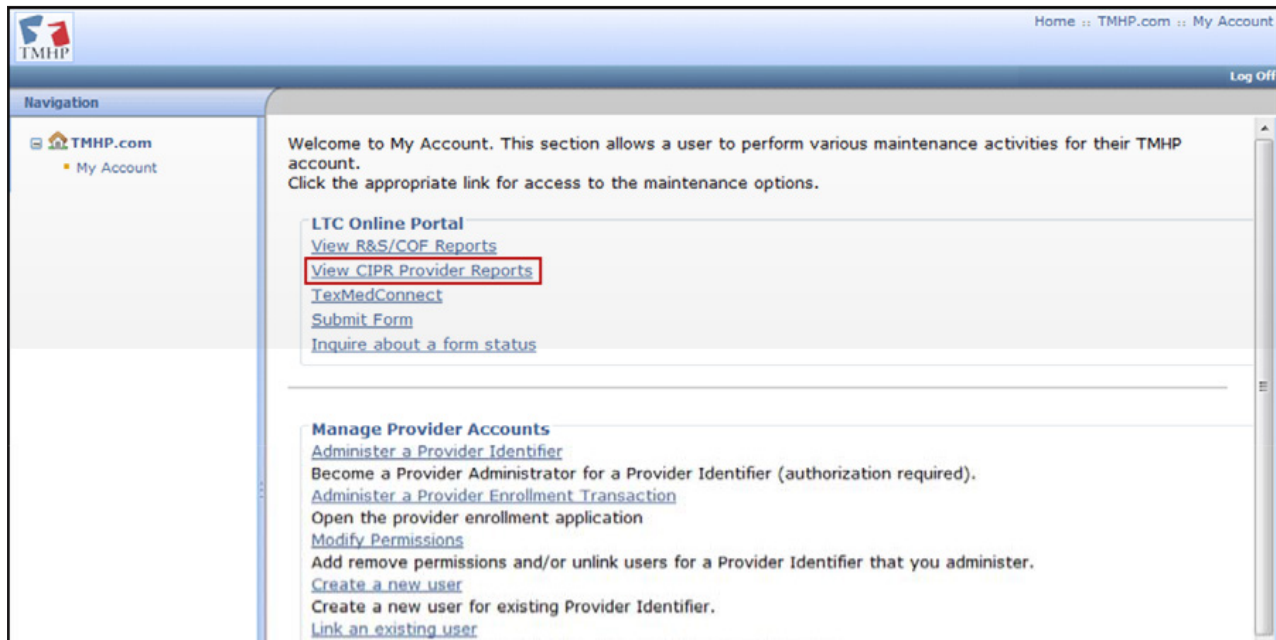 TMHP
Home :: TMHP.com :: My Account
Log Off
Navigation
TMHP.com
My Account
Welcome to My Account. This section allows a user to perform various maintenance activities for their TMHP
account.
Click the appropriate link for access to the maintenance options.
LTC Online Portal
View R&S/COF Reports
View CIPR Provider Reports
TexMedConnect
Submit Form
Inquire about a form status
Manage Provider Accounts
Administer a Provider Identifier
Become a Provider Administrator for a Provider Identifier (authorization required).
Administer a Provider Enrollment Transaction
Open the provider enrollment application
Modify Permissions
Add remove permissions and/or unlink users for a Provider Identifier that you administer.
Create a new user
Create a new user for existing Provider Identifier.
Link an existing user